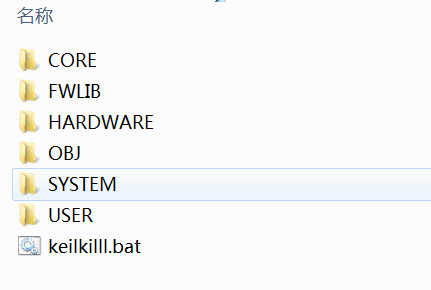 名称
CORE
FWLIB
HARDWARE
OBJ
SYSTEM
USER
keilkilll.bat